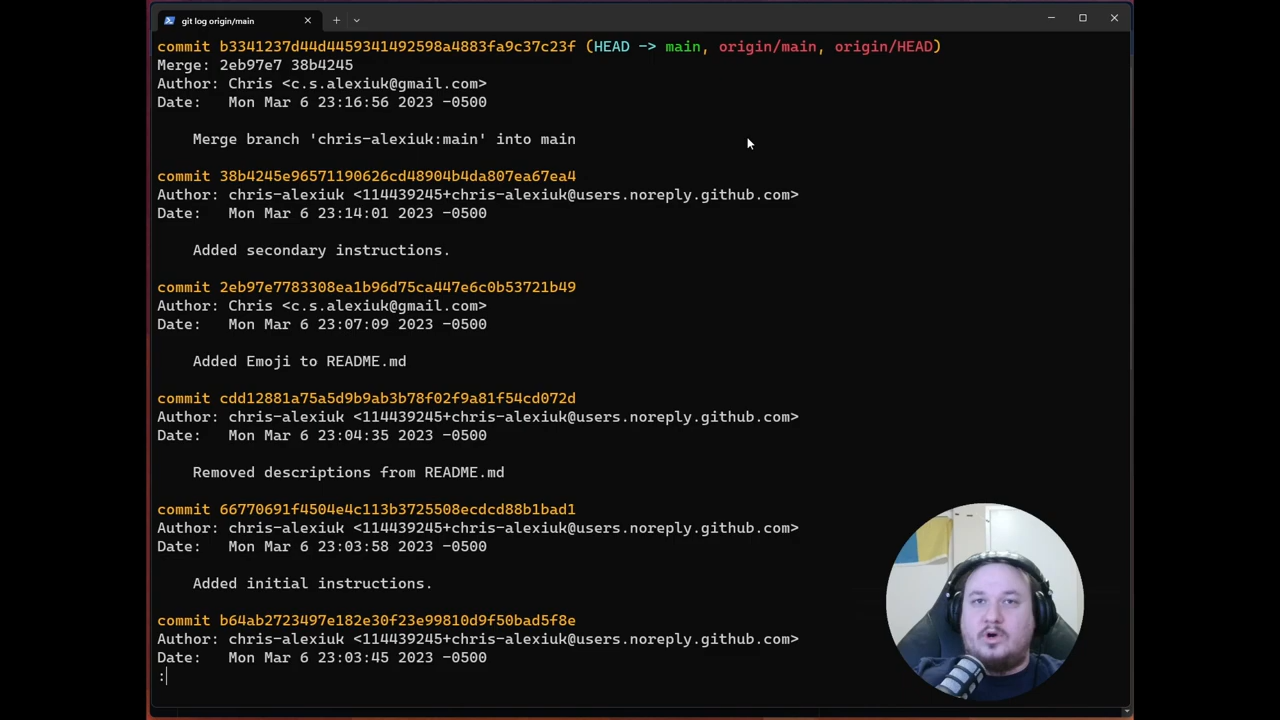 git log origin/main
commit b3341237d44d4459341492598a4883fa9c37c23f (HEAD -> main, origin/main, origin/HEAD)
Merge: 2eb97e7 38b4245
Author: Chris <c.s.alexiuk@gmail.com>
Date:   Mon Mar 6 23:16:56 2023 -0500
Merge branch 'chris-alexiuk:main' into main
commit 38b4245e96571190626cd48904b4da807ea67ea4
Author: chris-alexiuk <114439245+chris-alexiuk@users.noreply.github.com>
Date:   Mon Mar 6 23:14:01 2023 -0500
Added secondary instructions.
commit 2eb97e7783308ea1b96d75ca447e6c0b53721b49
Author: Chris <c.s.alexiuk@gmail.com>
Date:   Mon Mar 6 23:07:09 2023 -0500
Added Emoji to README.md
commit cdd12881a75a5d9b9ab3b78f02f9a81f54cd072d
Author: chris-alexiuk <114439245+chris-alexiuk@users.noreply.github.com>
Date:   Mon Mar 6 23:04:35 2023 -0500
Removed descriptions from README.md
commit 66770691f4504e4c113b3725508ecdcd88b1bad1
Author: chris-alexiuk <114439245+chris-alexiuk@users.noreply.github.com>
Date:   Mon Mar 6 23:03:58 2023 -0500
Added initial instructions.
commit b64ab2723497e182e30f23e99810d9f50bad5f8e
Author: chris-alexiuk <114439245+chris-alexiuk@users.noreply.github.com>
Date:   Mon Mar 6 23:03:45 2023 -0500
: